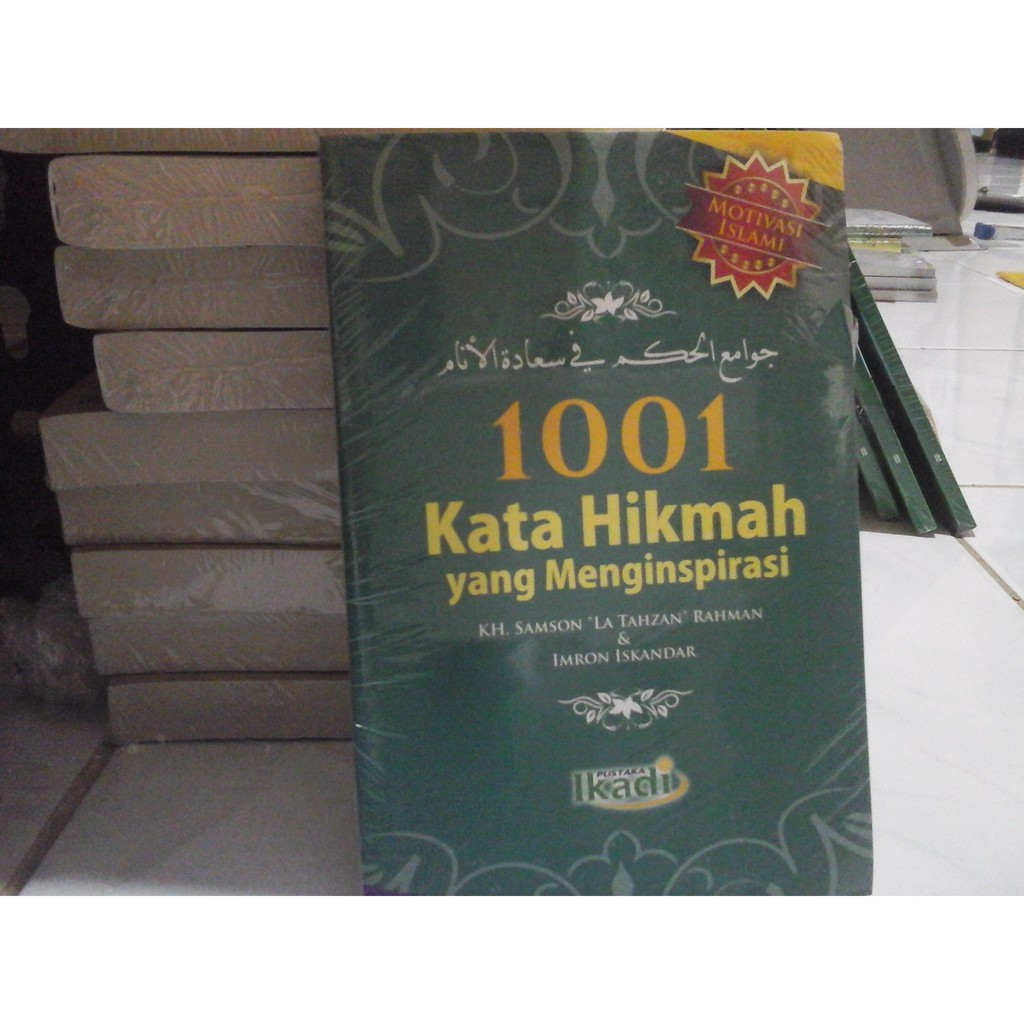 MOTIVASI
ISLAMI
جوامع الحكم في سعادة الأنام
1001
Kata Hikmah
yang Menginspirasi
KH. SAMSON "LA TAHZAN" RAHMAN
&
IMRON ISKANDAR
PUSTAKA
Ikadi